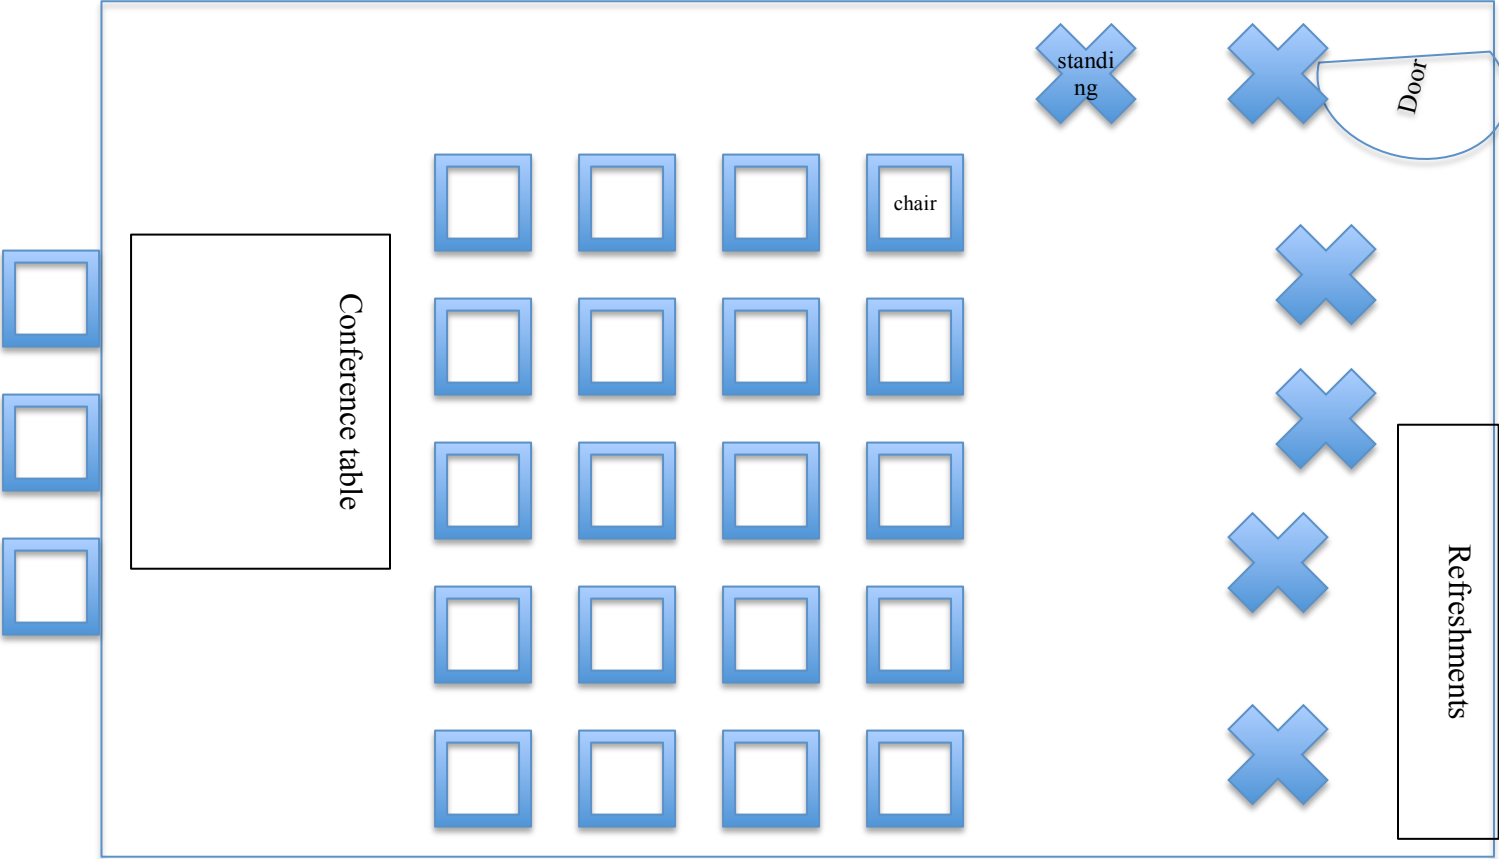 standi
ng
Door
chair
Conference table
Refreshments